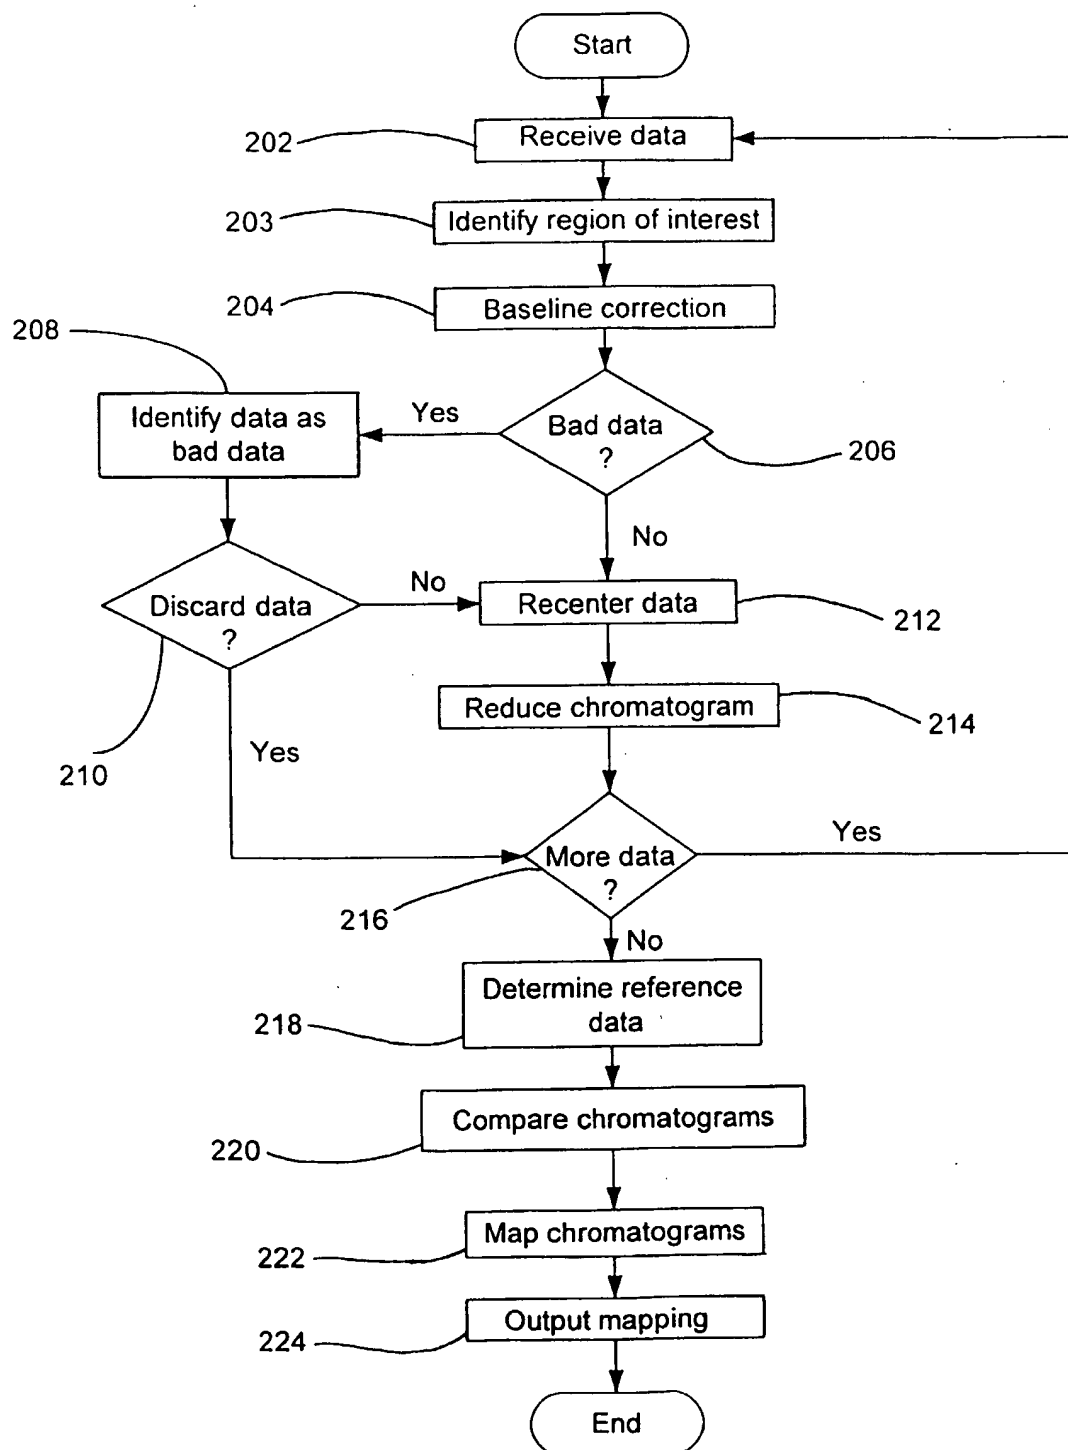 Start
202
Receive data
203
Identify region of interest
204
Baseline correction
208
Identify data as
bad data
Yes
Bad data
?
206
No
Discard data
?
No
Recenter data
212
210
Yes
Reduce chromatogram
214
More data
?
Yes
216
No
218
Determine reference
data
220
Compare chromatograms
222
Map chromatograms
224
Output mapping
End